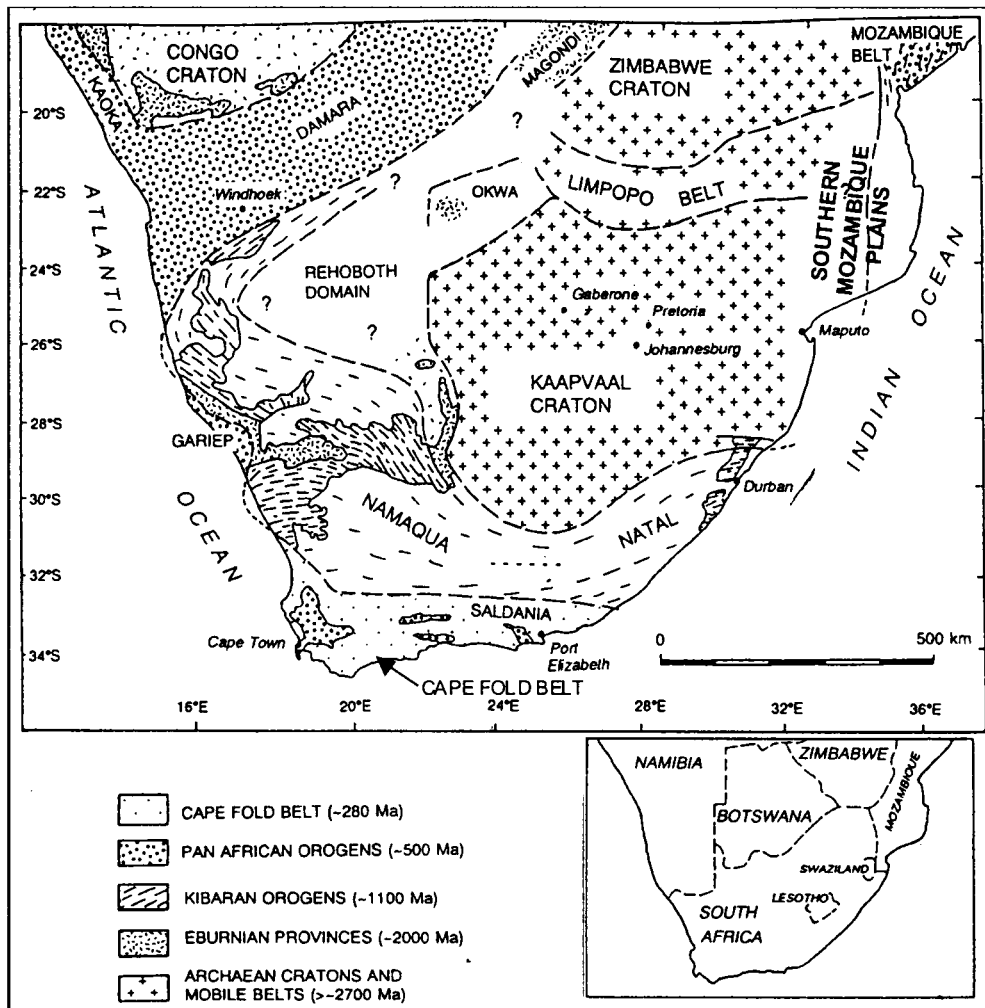 CONGO
CRATON
KAOKA
DAMARA
MAGONDI
ZIMBABWE
CRATON
MOZAMBIQUE
BELT
20°S
22°S
24°S
26°S
28°S
30°S
32°S
34°S
ATLANTIC
OCEAN
Windhoek
?
?
?
?
OKWA
LIMPOPO BELT
REHOBOTH
DOMAIN
SOUTHERN
MOZAMBIQUE
PLAINS
Gaberone
Pretoria
Johannesburg
Maputo
KAAPVAAL
CRATON
INDIAN OCEAN
GARIEP
Durban
NAMAQUA
NATAL
SALDANIA
Cape Town
Port
Elizabeth
CAPE FOLD BELT
0 500 km
16°E 20°E 24°E 28°E 32°E 36°E
CAPE FOLD BELT (~280 Ma)
PAN AFRICAN OROGENS (~500 Ma)
KIBARAN OROGENS (~1100 Ma)
EBURNIAN PROVINCES (~2000 Ma)
ARCHAEAN CRATONS AND
MOBILE BELTS (>~2700 Ma)
NAMIBIA
ZIMBABWE
BOTSWANA
MOZAMBIQUE
SWAZILAND
LESOTHO
SOUTH
AFRICA